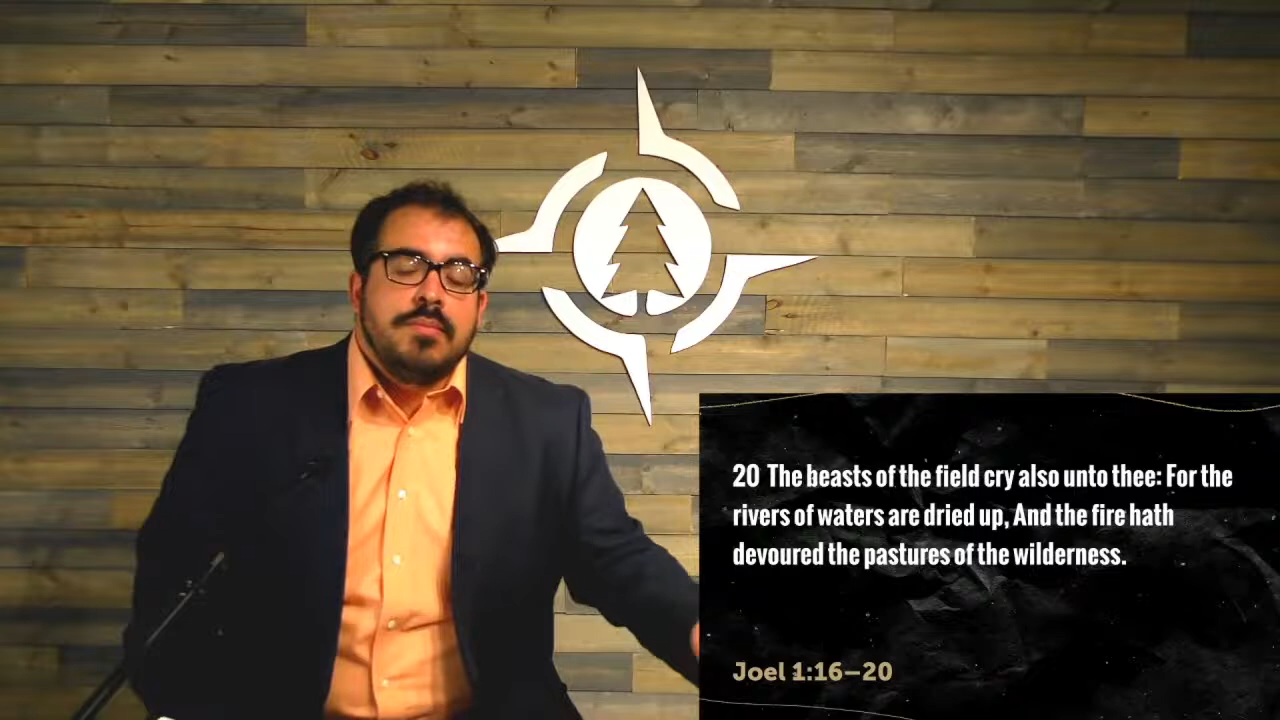 20 The beasts of the field cry also unto thee: For the
rivers of waters are dried up, And the fire hath
devoured the pastures of the wilderness.
Joel 1:16–20